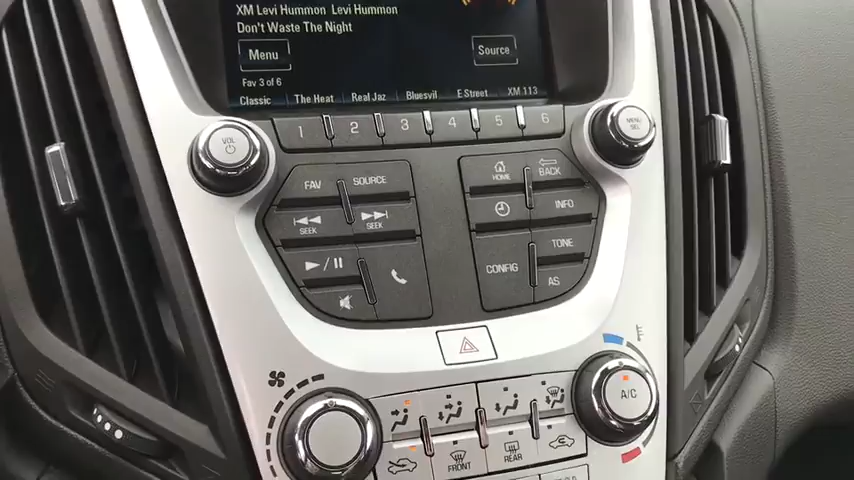 XM Levi Hummon Levi Hummon
Don't Waste The Night
Menu
Source
Fav 3 of 6
Classic The Heat Real Jaz Bluesvil E Street XM 113
1 2 3 4 5 6
VOL
MENU
SEL
FAV SOURCE
HOME BACK
SEEK SEEK
INFO
TONE
CONFIG
AS
A/C
FRONT REAR